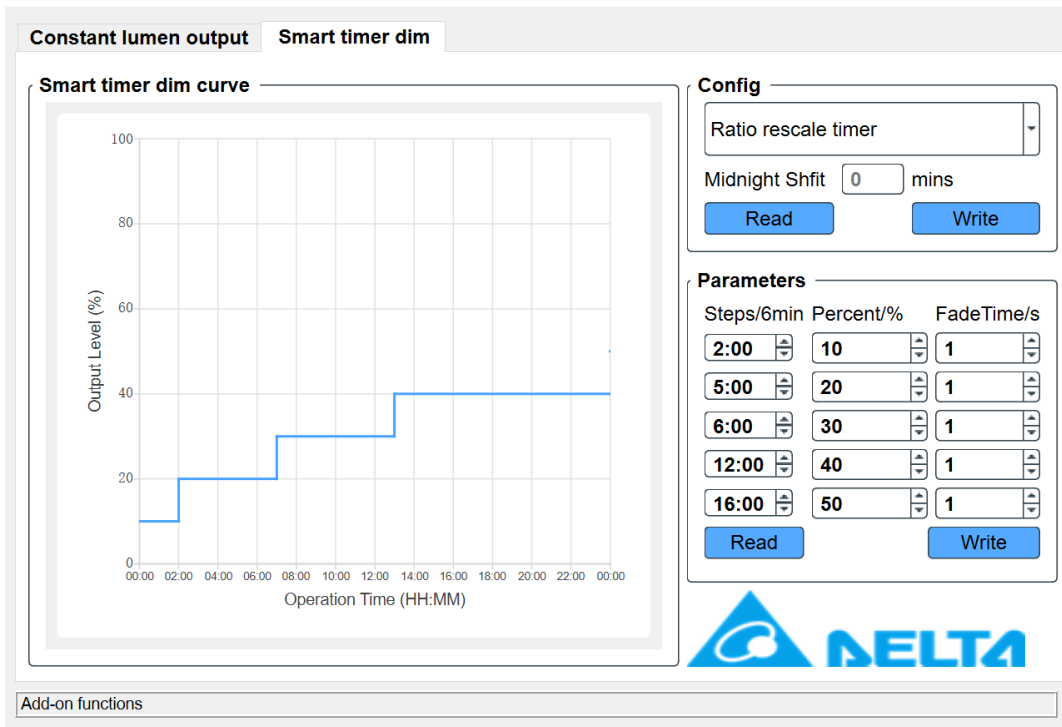 Constant lumen output Smart timer dim
Smart timer dim curve
100
80
60
40
20
0
Output Level (%)
00:00 02:00 04:00 06:00 08:00 10:00 12:00 14:00 16:00 18:00 20:00 22:00 00:00
Operation Time (HH:MM)
Config
Ratio rescale timer
Midnight Shfit 0 mins
Read Write
Parameters
Steps/6min Percent/% FadeTime/s
2:00 10 1
5:00 20 1
6:00 30 1
12:00 40 1
16:00 50 1
Read Write
DELTA
Add-on functions